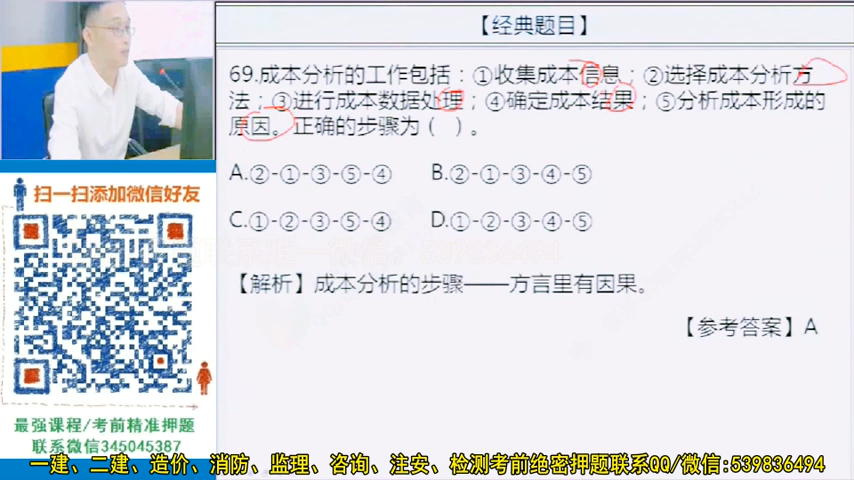 【经典题目】
69.成本分析的工作包括：①收集成本信息；②选择成本分析方
法；③进行成本数据处理；④确定成本结果；⑤分析成本形成的
原因。正确的步骤为（ ）。
A.②-①-③-⑤-④ B.②-①-③-④-⑤
C.①-②-③-⑤-④ D.①-②-③-④-⑤
【解析】成本分析的步骤——方言里有因果。
【参考答案】A
扫一扫添加微信好友
最强课程/考前精准押题
联系微信345045387
一建、二建、造价、消防、监理、咨询、注安、检测考前绝密押题联系QQ/微信:539836494